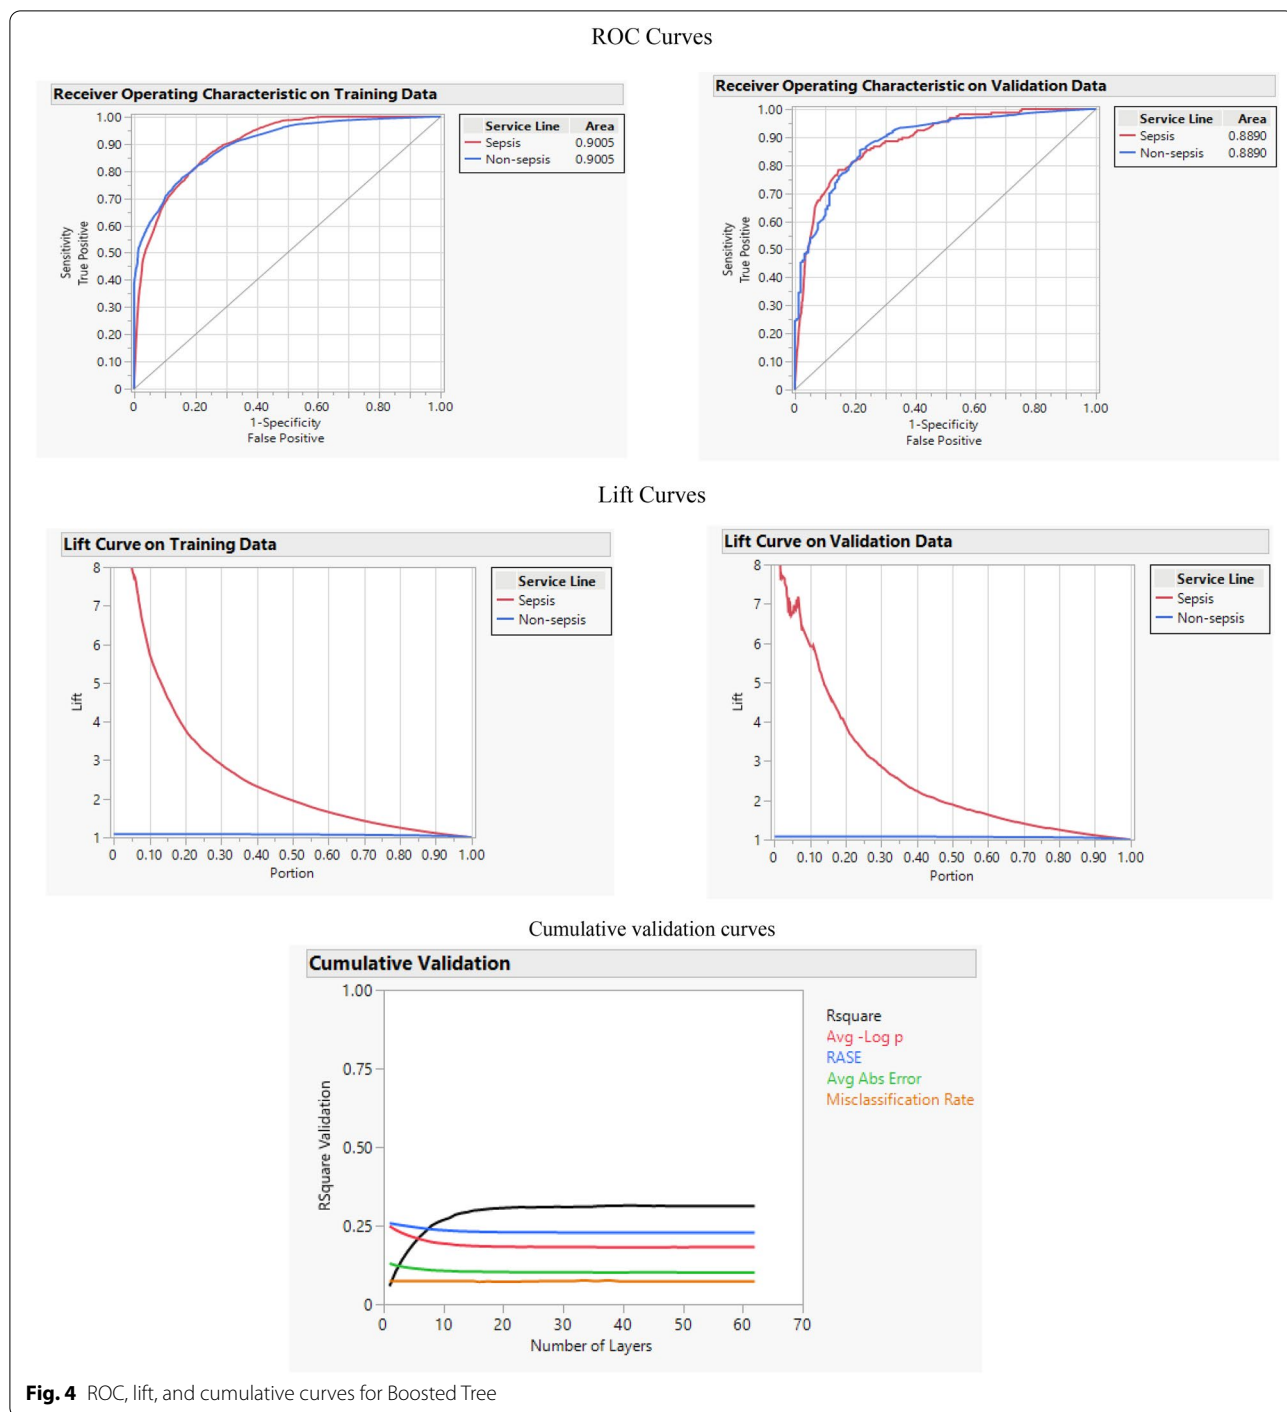 ROC Curves
Receiver Operating Characteristic on Training Data
1.00
0.90
0.80
0.70
0.60
0.50
0.40
0.30
0.20
0.10
0
Sensitivity
True Positive
0 0.20 0.40 0.60 0.80 1.00
1-Specificity
False Positive
Service Line Area
Sepsis 0.9005
Non-sepsis 0.9005
Receiver Operating Characteristic on Validation Data
1.00
0.90
0.80
0.70
0.60
0.50
0.40
0.30
0.20
0.10
0
Sensitivity
True Positive
0 0.20 0.40 0.60 0.80 1.00
1-Specificity
False Positive
Service Line Area
Sepsis 0.8890
Non-sepsis 0.8890
Lift Curves
Lift Curve on Training Data
8
7
6
5
4
3
2
1
Lift
0 0.10 0.20 0.30 0.40 0.50 0.60 0.70 0.80 0.90 1.00
Portion
Service Line
Sepsis
Non-sepsis
Lift Curve on Validation Data
8
7
6
5
4
3
2
1
Lift
0 0.10 0.20 0.30 0.40 0.50 0.60 0.70 0.80 0.90 1.00
Portion
Service Line
Sepsis
Non-sepsis
Cumulative validation curves
Cumulative Validation
1.00
0.75
0.50
0.25
0
RSquare Validation
0 10 20 30 40 50 60 70
Number of Layers
Rsquare
Avg -Log p
RASE
Avg Abs Error
Misclassification Rate
Fig. 4 ROC, lift, and cumulative curves for Boosted Tree